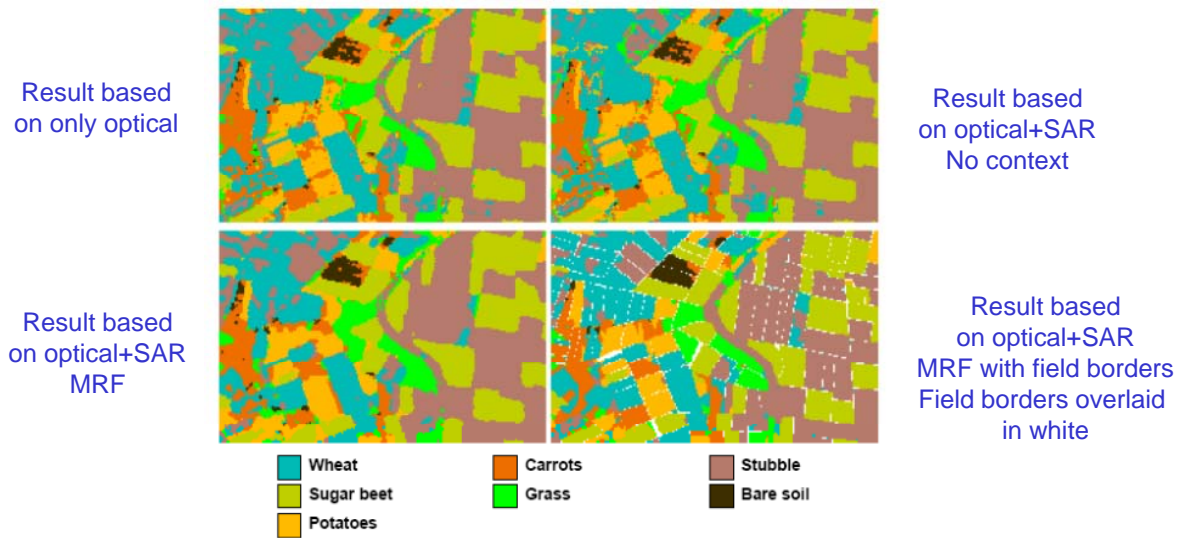 Result based
on only optical
Result based
on optical+SAR
No context
Result based
on optical+SAR
MRF
Result based
on optical+SAR
MRF with field borders
Field borders overlaid
in white
Wheat
Carrots
Stubble
Sugar beet
Grass
Bare soil
Potatoes